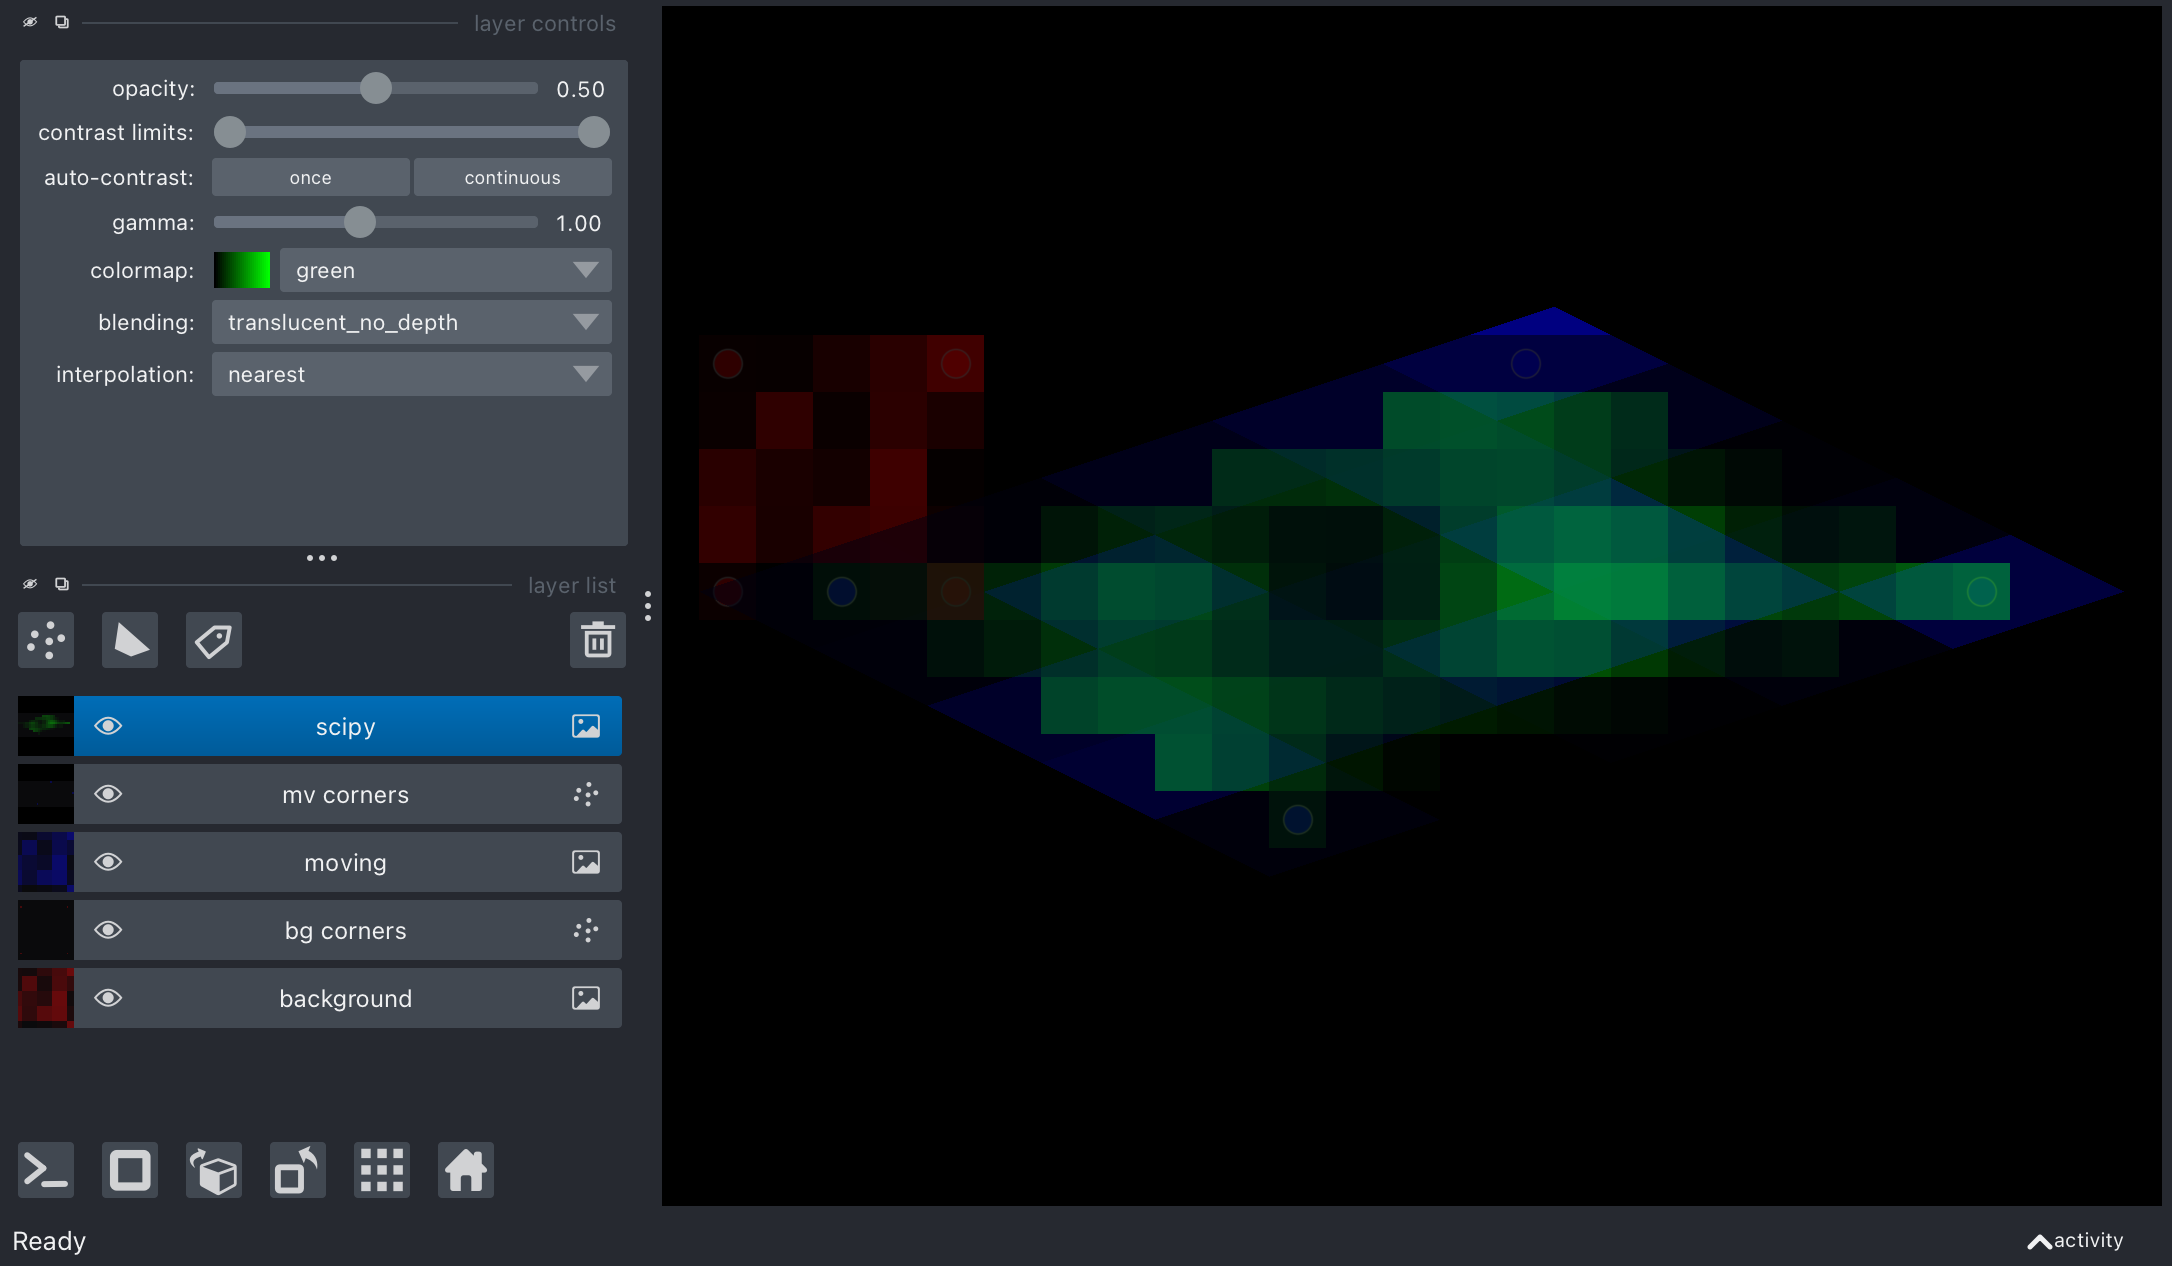 layer controls
opacity: 0.50
contrast limits:
auto-contrast: once continuous
gamma: 1.00
colormap: green
blending: translucent_no_depth
interpolation: nearest
layer list
scipy
mv corners
moving
bg corners
background
Ready
activity